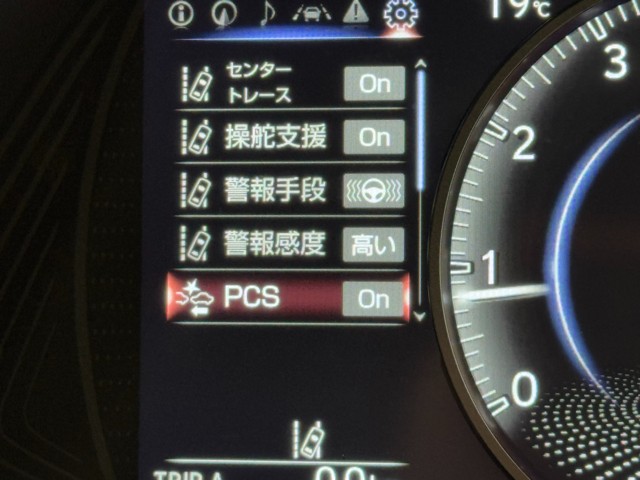 19℃
センター
トレース
On
操舵支援
On
警報手段
警報感度
高い
PCS
On
3
2
1
0
TRIP A